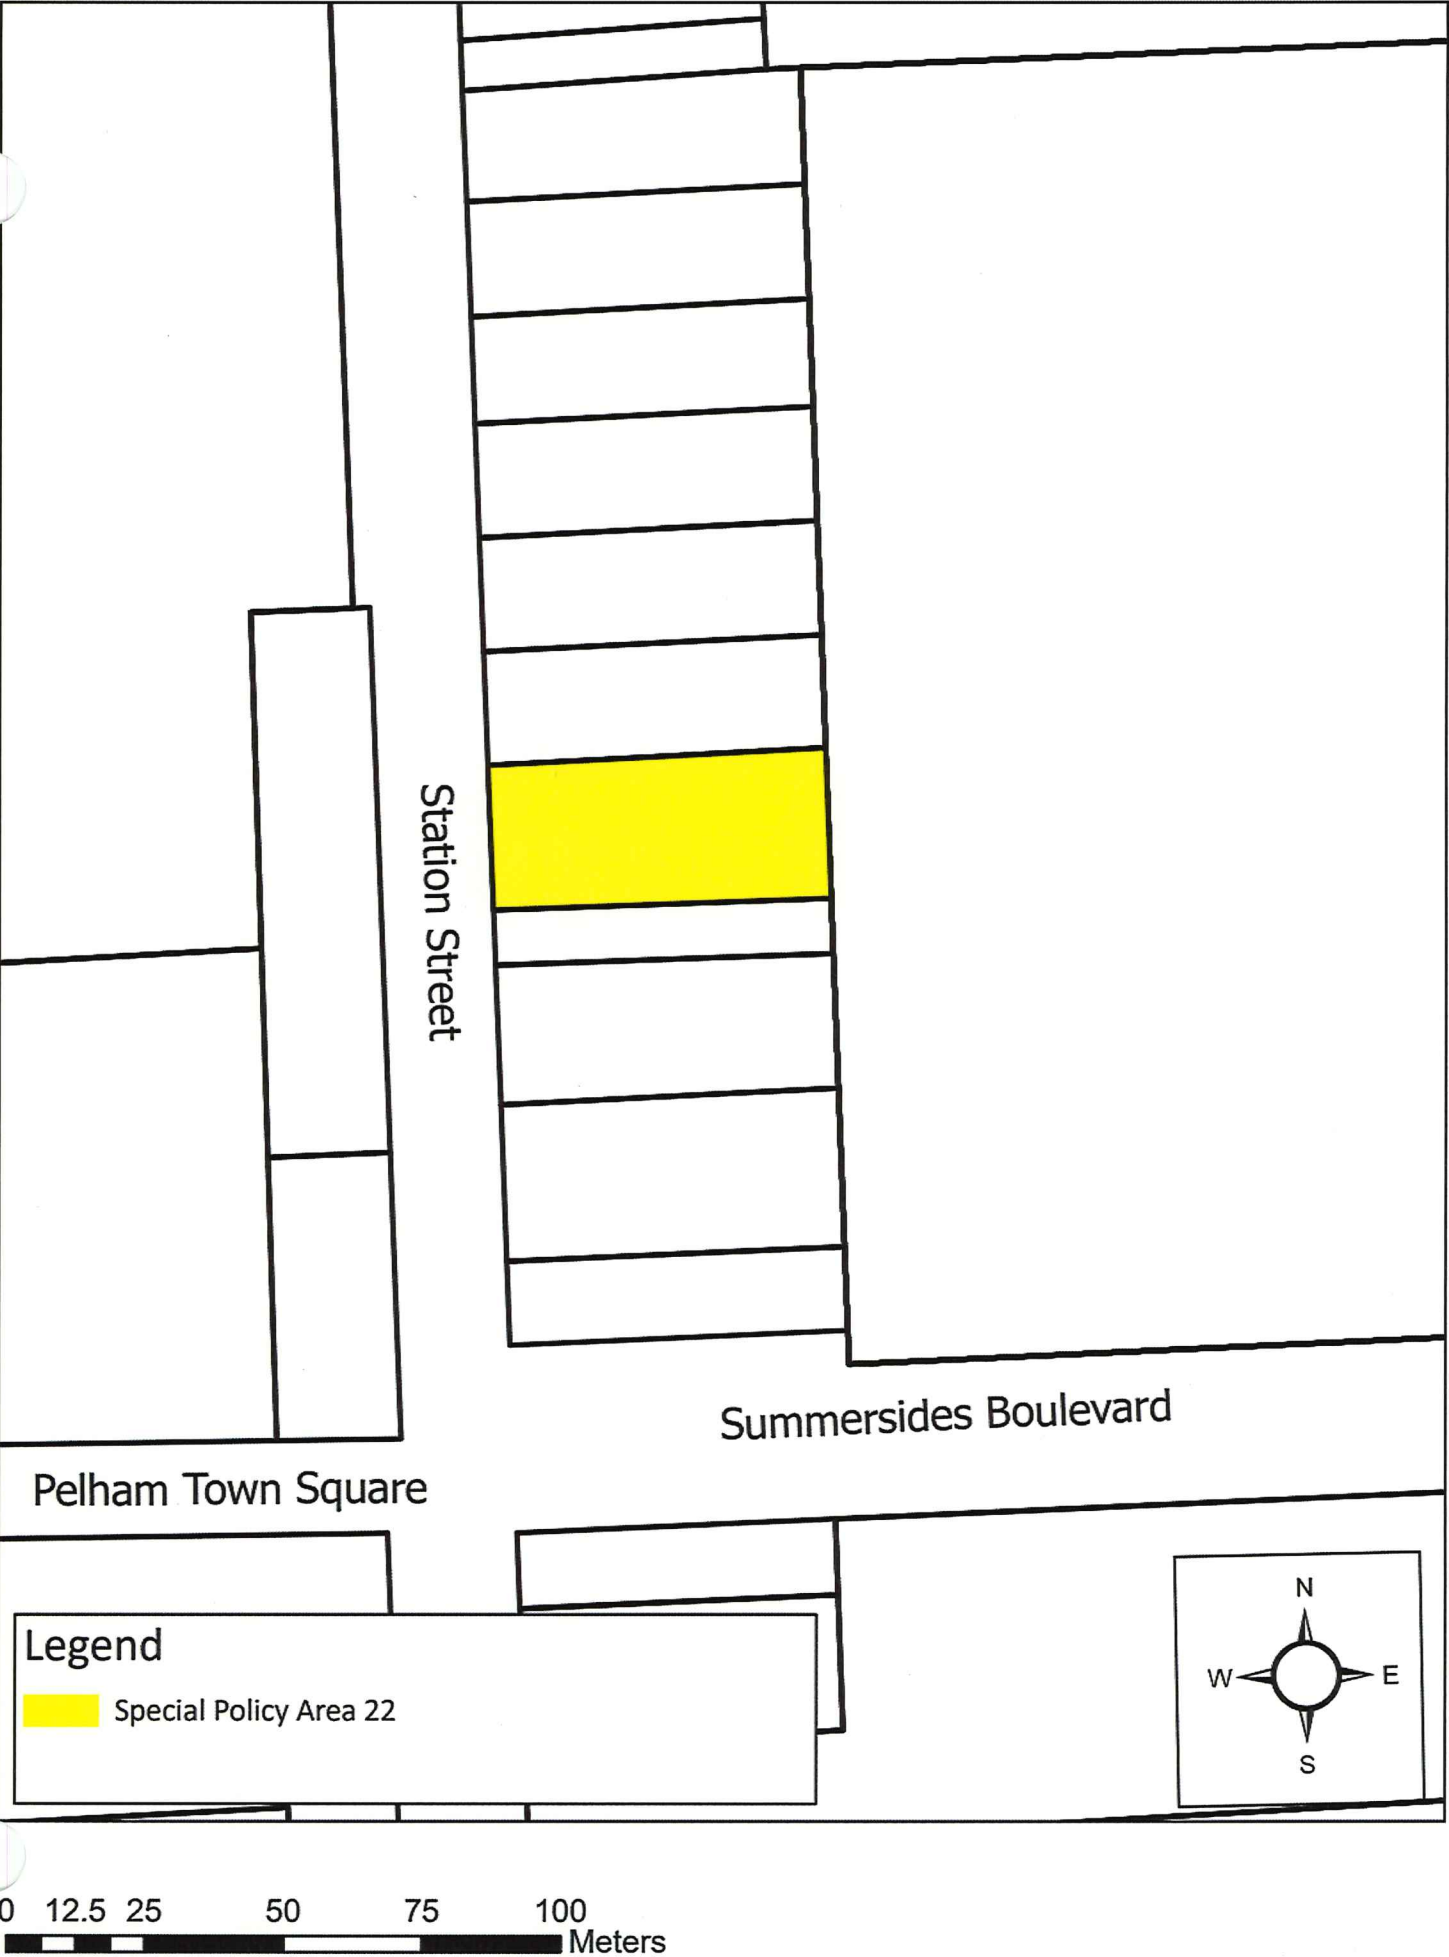 Station Street
Summersides Boulevard
Pelham Town Square
Legend
Special Policy Area 22
N
W E
S
0 12.5 25 50 75 100
Meters